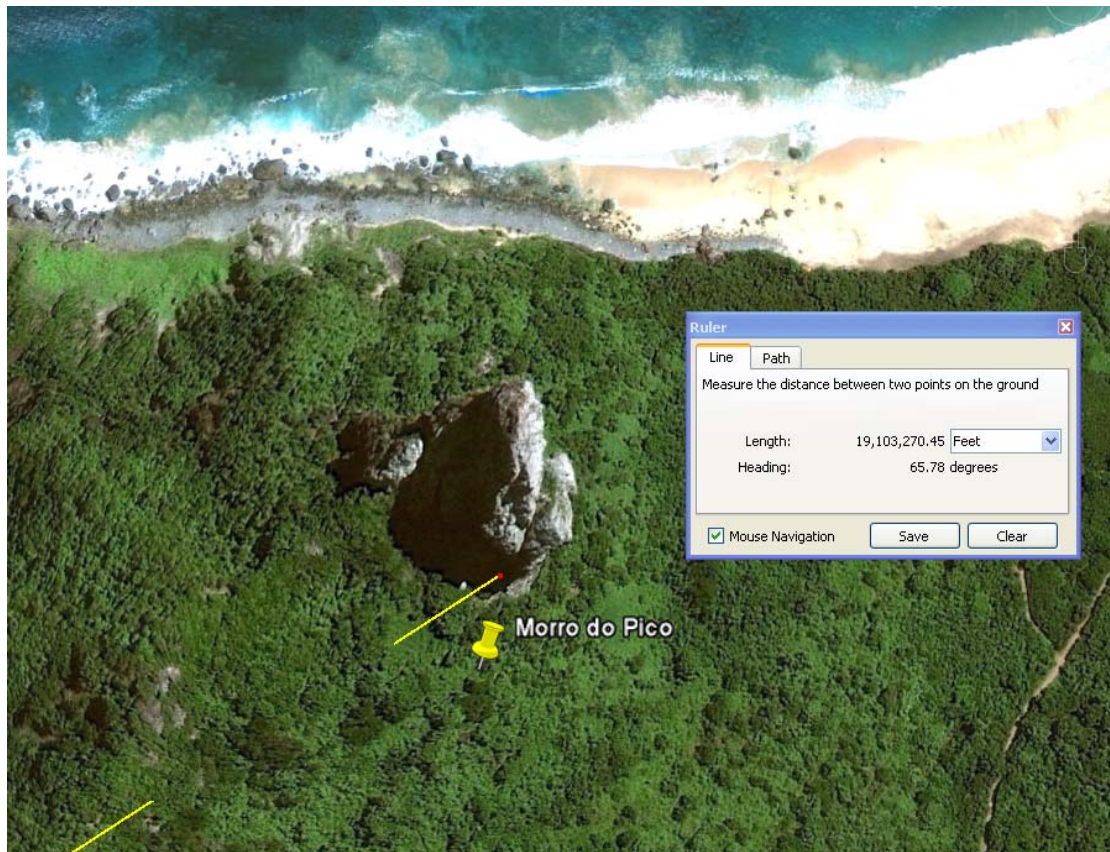 Ruler
Line Path
Measure the distance between two points on the ground
Length: 19,103,270.45 Feet
Heading: 65.78 degrees
Mouse Navigation Save Clear
Morro do Pico